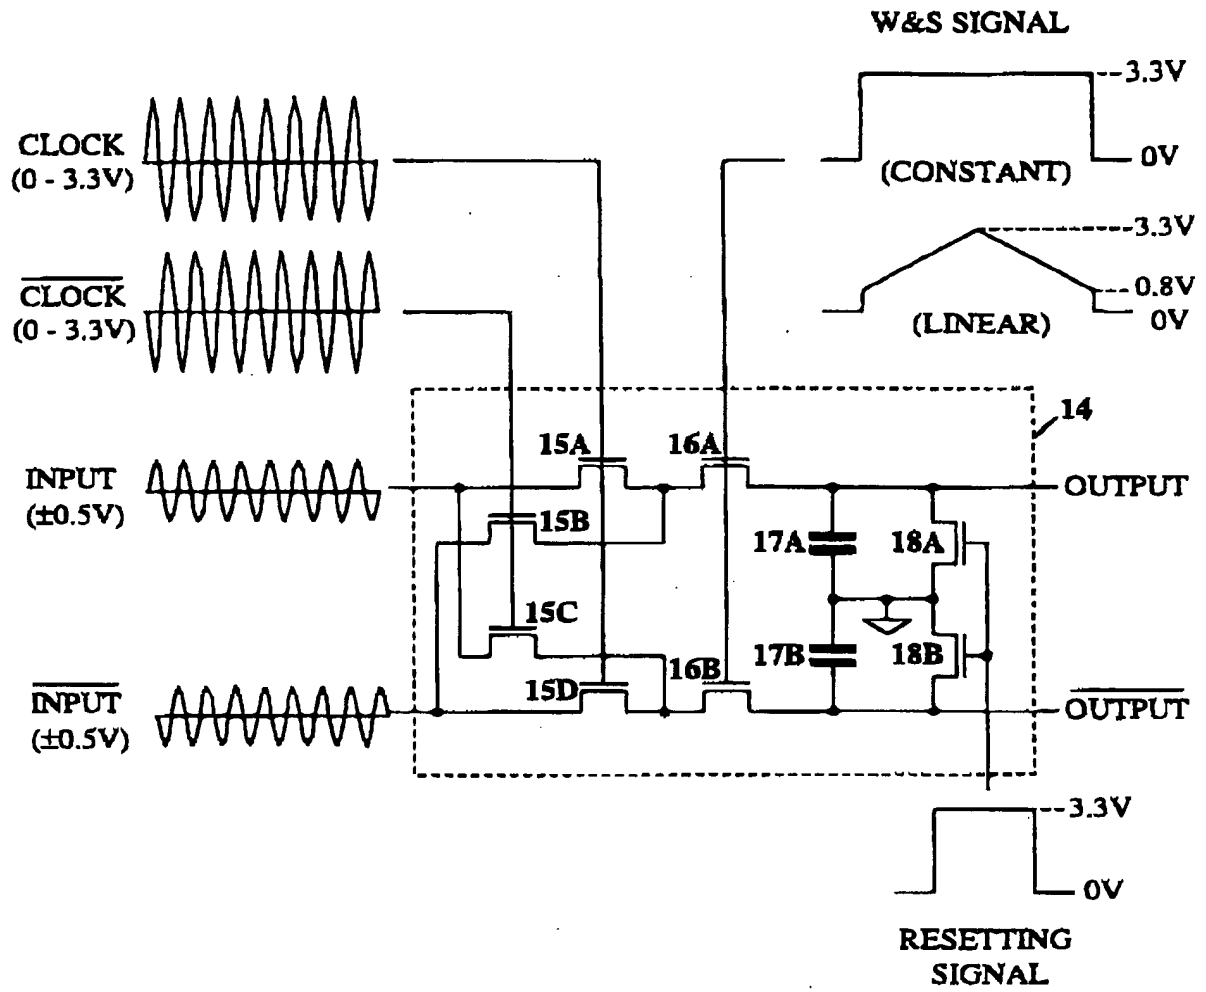 W&S SIGNAL
3.3V
0V
(CONSTANT)
CLOCK
(0 - 3.3V)
3.3V
0.8V
0V
(LINEAR)
CLOCK
(0 - 3.3V)
14
15A
16A
INPUT
(±0.5V)
OUTPUT
15B
17A
18A
15C
17B
18B
16B
15D
INPUT
(±0.5V)
OUTPUT
3.3V
0V
RESETTING
SIGNAL